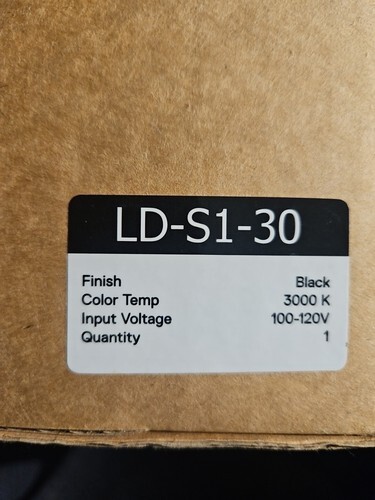 LD-S1-30
Finish Black
Color Temp 3000 K
Input Voltage 100-120V
Quantity 1